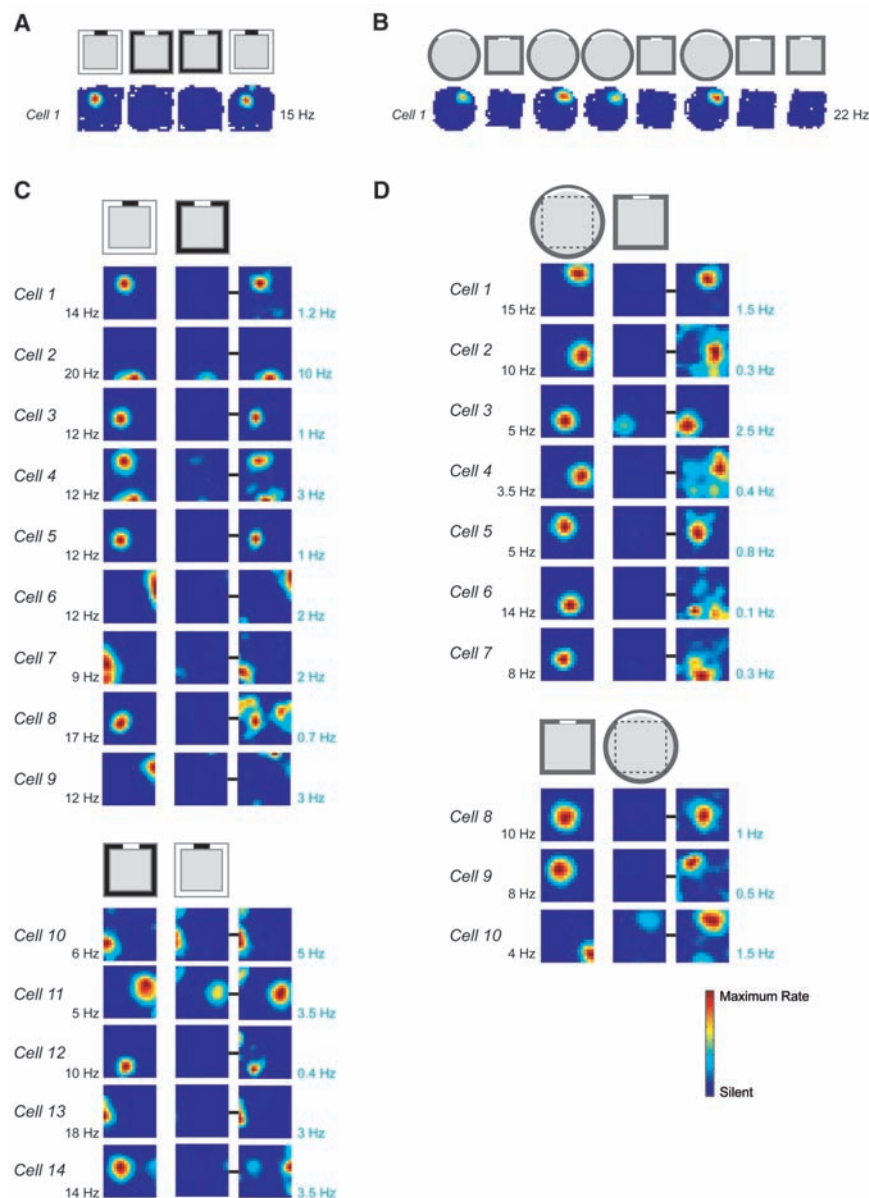 A
Cell 1
15 Hz
B
Cell 1
22 Hz
C
Cell 1
14 Hz
1.2 Hz
Cell 2
20 Hz
10 Hz
Cell 3
12 Hz
1 Hz
Cell 4
12 Hz
3 Hz
Cell 5
12 Hz
1 Hz
Cell 6
12 Hz
2 Hz
Cell 7
9 Hz
2 Hz
Cell 8
17 Hz
0.7 Hz
Cell 9
12 Hz
3 Hz
Cell 10
6 Hz
5 Hz
Cell 11
5 Hz
3.5 Hz
Cell 12
10 Hz
0.4 Hz
Cell 13
18 Hz
3 Hz
Cell 14
14 Hz
3.5 Hz
D
Cell 1
15 Hz
1.5 Hz
Cell 2
10 Hz
0.3 Hz
Cell 3
5 Hz
2.5 Hz
Cell 4
3.5 Hz
0.4 Hz
Cell 5
5 Hz
0.8 Hz
Cell 6
14 Hz
0.1 Hz
Cell 7
8 Hz
0.3 Hz
Cell 8
10 Hz
1 Hz
Cell 9
8 Hz
0.5 Hz
Cell 10
4 Hz
1.5 Hz
Maximum Rate
Silent